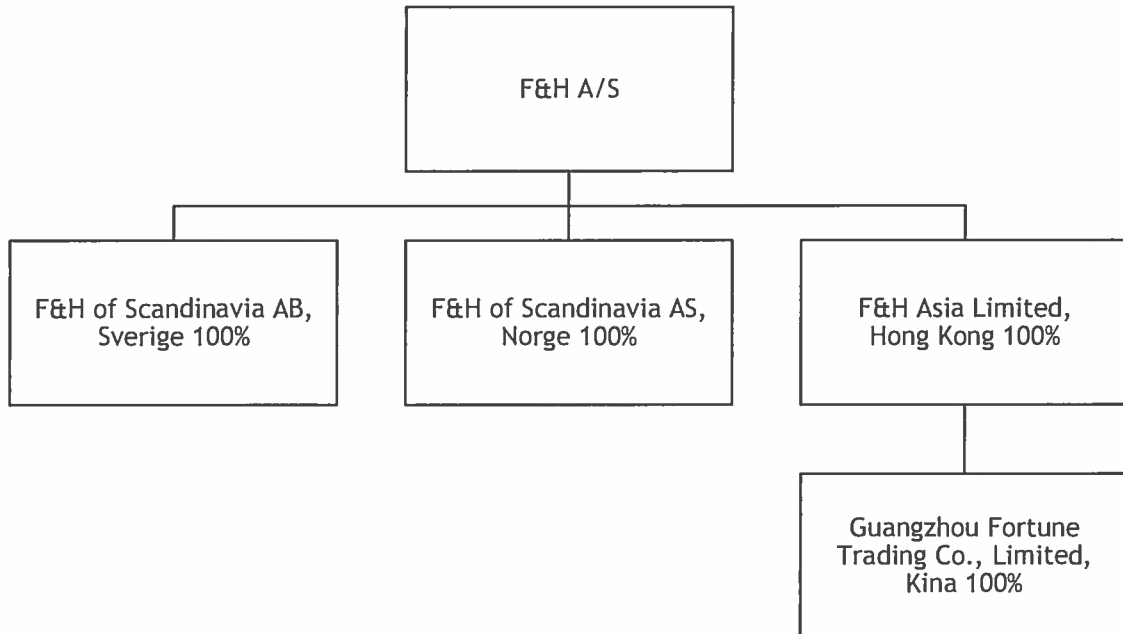 F&H A/S
F&H of Scandinavia AB,
Sverige 100%
F&H of Scandinavia AS,
Norge 100%
F&H Asia Limited,
Hong Kong 100%
Guangzhou Fortune
Trading Co., Limited,
Kina 100%